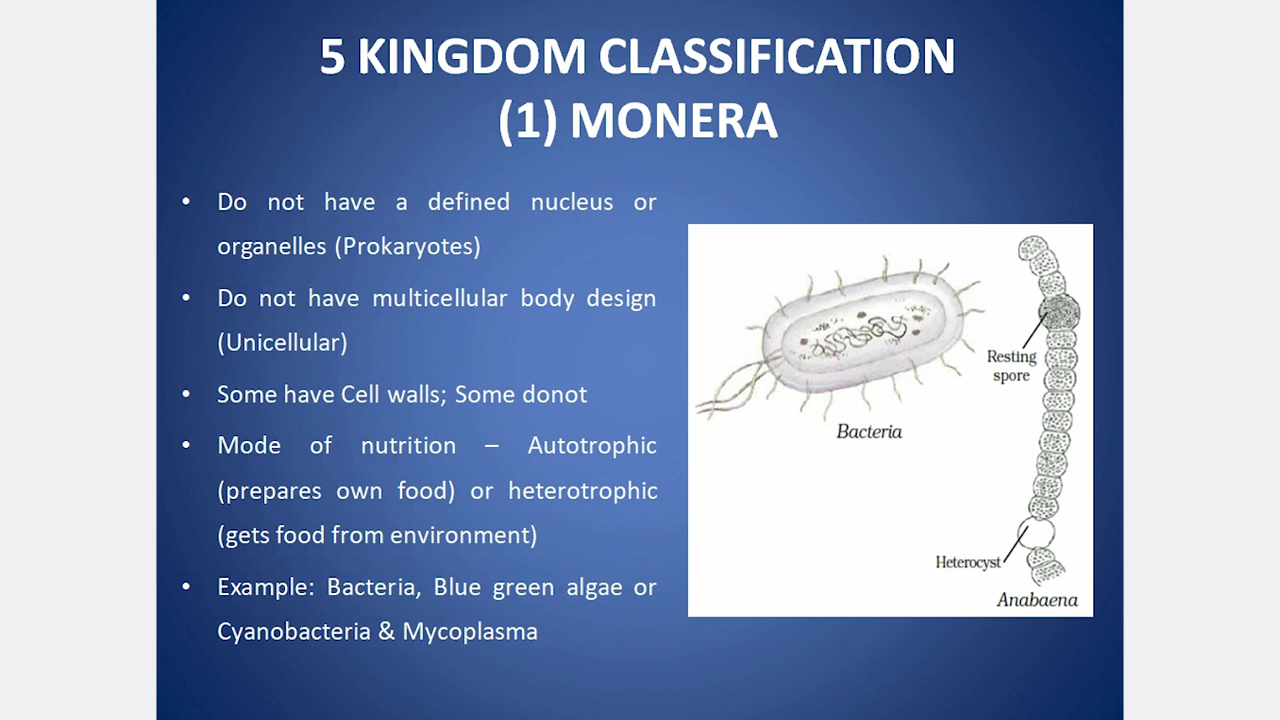 5 KINGDOM CLASSIFICATION
(1) MONERA
• Do not have a defined nucleus or
organelles (Prokaryotes)
• Do not have multicellular body design
(Unicellular)
• Some have Cell walls; Some donot
• Mode of nutrition – Autotrophic
(prepares own food) or heterotrophic
(gets food from environment)
• Example: Bacteria, Blue green algae or
Cyanobacteria & Mycoplasma
Bacteria
Resting
spore
Heterocyst
Anabaena